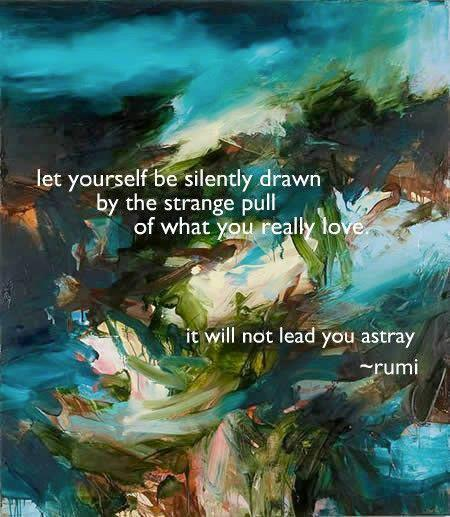 let yourself be silently drawn
by the strange pull
of what you really love.
it will not lead you astray
~rumi